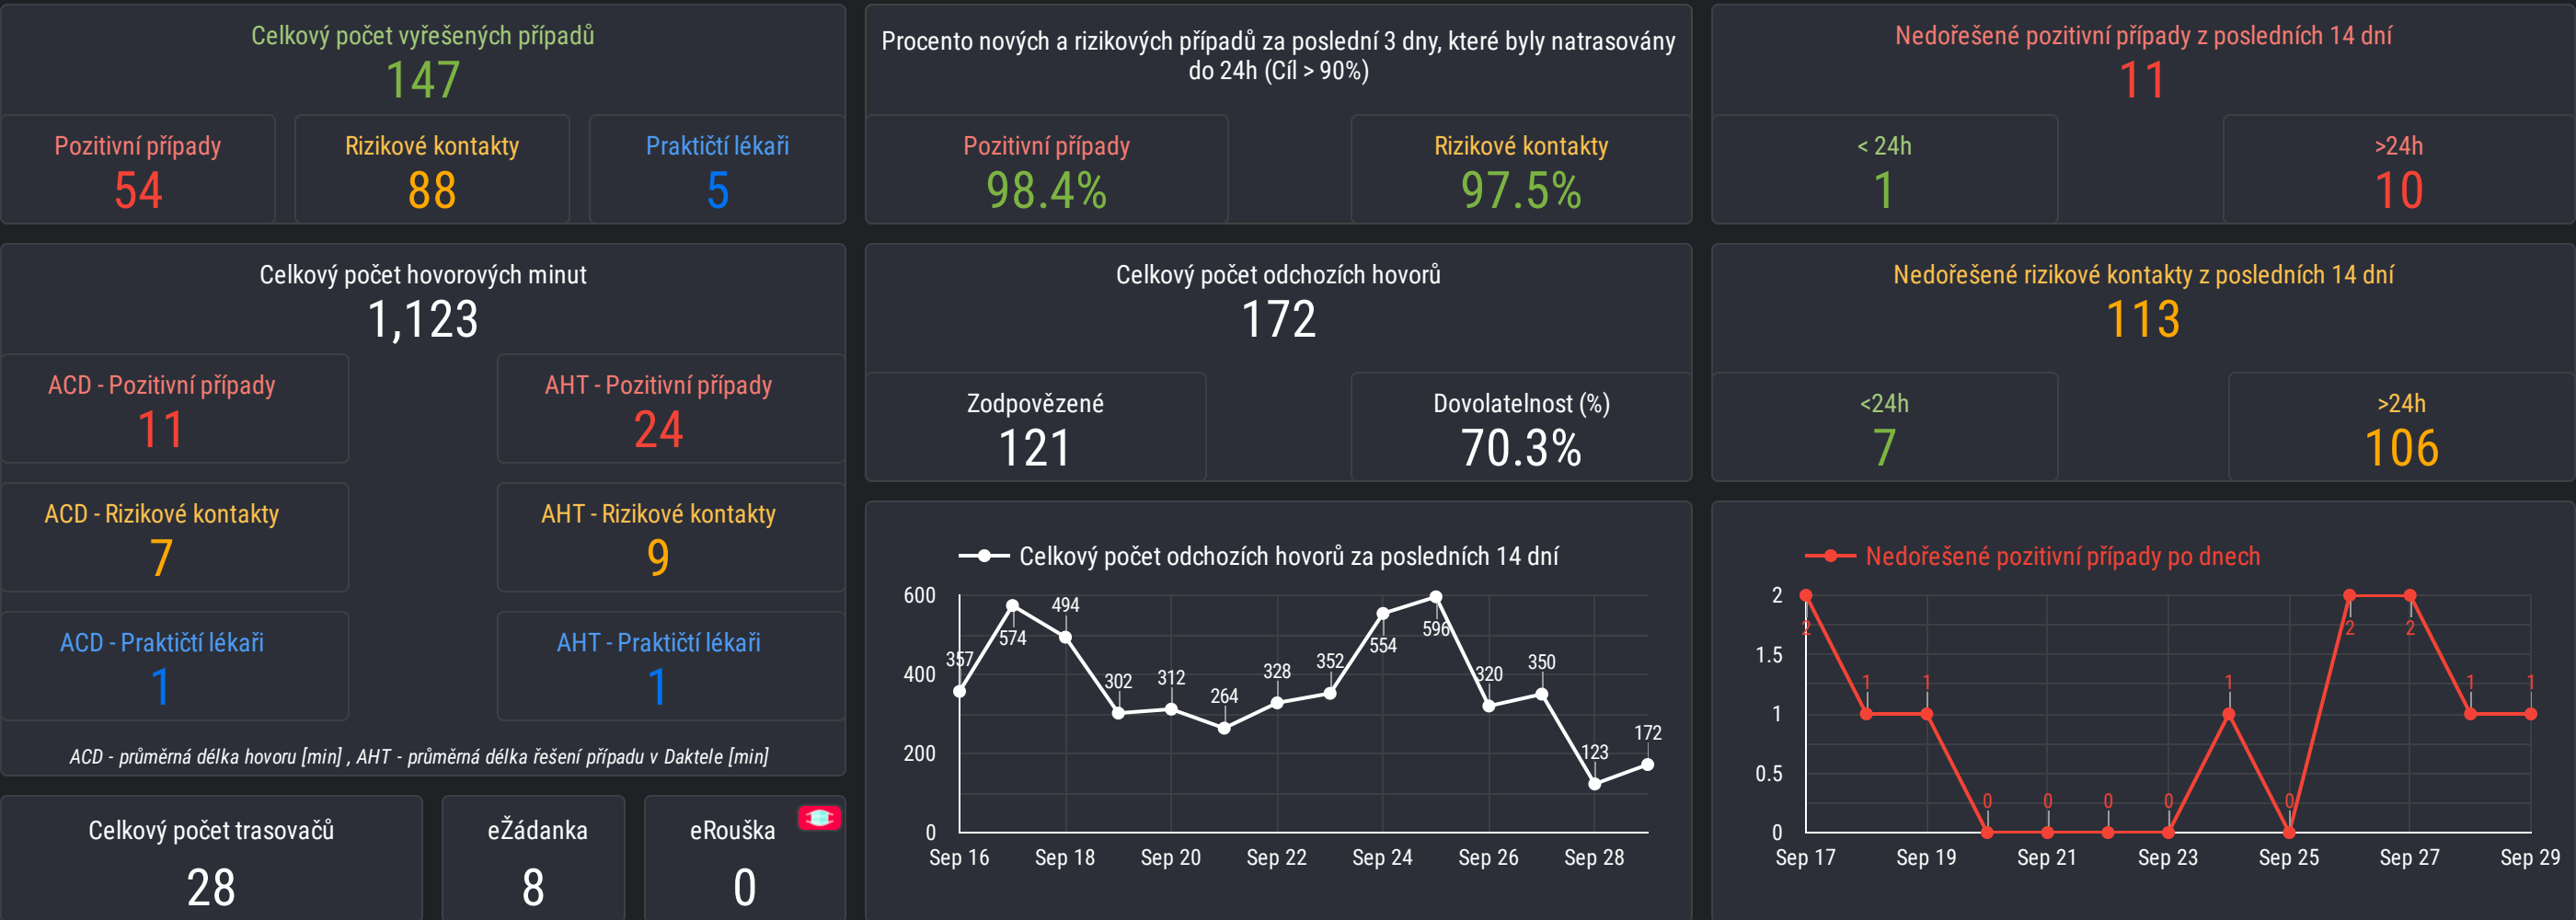 Celkový počet vyřešených případů
147
Pozitivní případy
54
Rizikové kontakty
88
Praktičtí lékaři
5
Procento nových a rizikových případů za poslední 3 dny, které byly natrasovány
do 24h (Cíl > 90%)
Pozitivní případy
98.4%
Rizikové kontakty
97.5%
Nedořešené pozitivní případy z posledních 14 dní
11
< 24h
1
>24h
10
Celkový počet hovorových minut
1,123
ACD - Pozitivní případy
11
AHT - Pozitivní případy
24
ACD - Rizikové kontakty
7
AHT - Rizikové kontakty
9
ACD - Praktičtí lékaři
1
AHT - Praktičtí lékaři
1
ACD - průměrná délka hovoru [min] , AHT - průměrná délka řešení případu v Daktele [min]
Celkový počet odchozích hovorů
172
Zodpovězené
121
Dovolatelnost (%)
70.3%
Nedořešené rizikové kontakty z posledních 14 dní
113
<24h
7
>24h
106
Celkový počet trasovačů
28
eŽádanka
8
eRouška
0
Celkový počet odchozích hovorů za posledních 14 dní
600
400
200
0
357
574
494
302
312
264
328
352
554
596
320
350
123
172
Sep 16
Sep 18
Sep 20
Sep 22
Sep 24
Sep 26
Sep 28
Nedořešené pozitivní případy po dnech
2
1.5
1
0.5
0
2
1
1
0
0
0
0
1
0
2
2
1
1
Sep 17
Sep 19
Sep 21
Sep 23
Sep 25
Sep 27
Sep 29